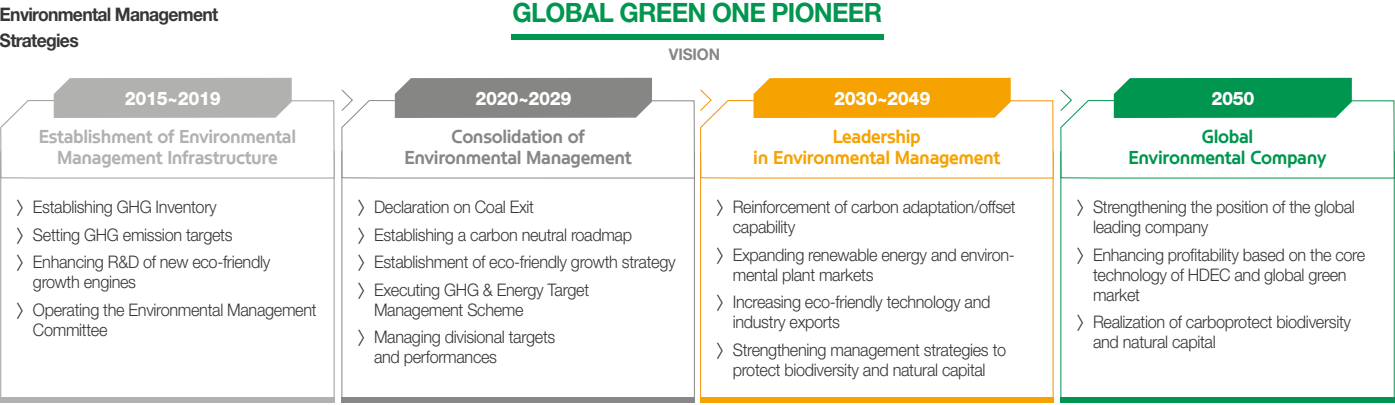 Environmental Management
Strategies
GLOBAL GREEN ONE PIONEER
VISION
2015~2019
Establishment of Environmental
Management Infrastructure
〉Establishing GHG Inventory
〉Setting GHG emission targets
〉Enhancing R&D of new eco-friendly
growth engines
〉Operating the Environmental Management
Committee
2020~2029
Consolidation of
Environmental Management
〉Declaration on Coal Exit
〉Establishing a carbon neutral roadmap
〉Establishment of eco-friendly growth strategy
〉Executing GHG & Energy Target
Management Scheme
〉Managing divisional targets
and performances
2030~2049
Leadership
in Environmental Management
〉Reinforcement of carbon adaptation/offset
capability
〉Expanding renewable energy and environ-
mental plant markets
〉Increasing eco-friendly technology and
industry exports
〉Strengthening management strategies to
protect biodiversity and natural capital
2050
Global
Environmental Company
〉Strengthening the position of the global
leading company
〉Enhancing profitability based on the core
technology of HDEC and global green
market
〉Realization of carboprotect biodiversity
and natural capital